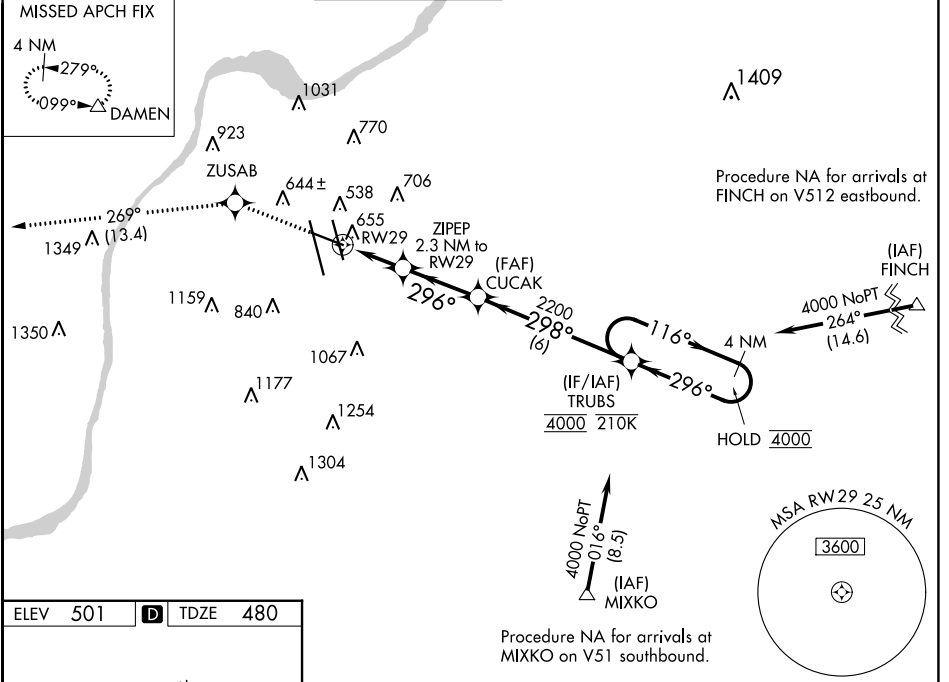 MISSED APCH FIX
4 NM
279°
099°
DAMEN
1031
1409
923
770
ZUSAB
644±
538
706
Procedure NA for arrivals at
FINCH on V512 eastbound.
269°
(13.4)
1349
655
RW29
ZIPEP
2.3 NM to
RW29
(FAF)
CUCAK
(IAF)
FINCH
296°
2200
298°
(6)
4000 NoPT
264°
(14.6)
1159
840
1350
116°
4 NM
1067
296°
(IF/IAF)
TRUBS
4000 210K
1177
1254
HOLD 4000
1304
4000 NoPT
016°
(8.5)
MSA RW29 25 NM
3600
(IAF)
MIXKO
ELEV 501 D TDZE 480
Procedure NA for arrivals at
MIXKO on V51 southbound.